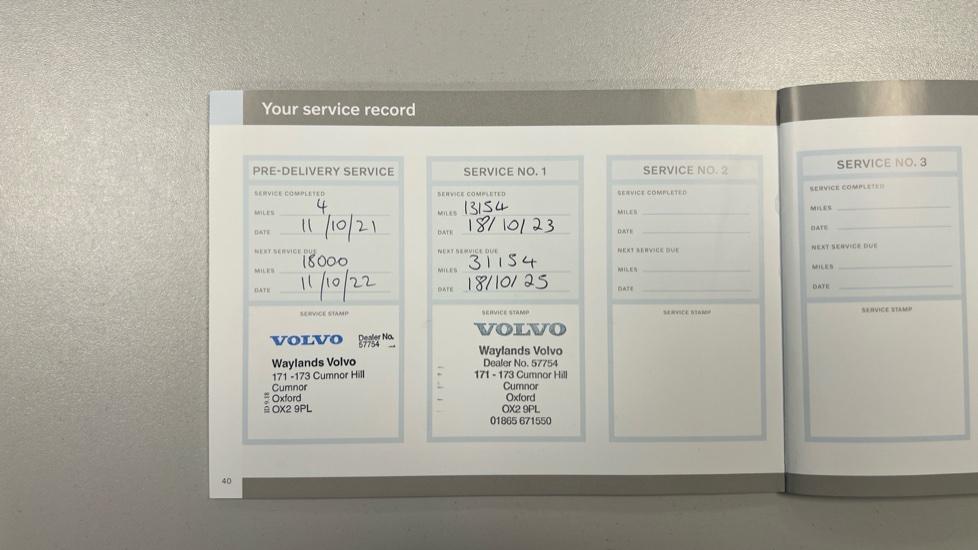 Your service record
PRE-DELIVERY SERVICE
SERVICE COMPLETED
MILES 4
DATE 11/10/21
NEXT SERVICE DUE
MILES 18000
DATE 11/10/22
SERVICE STAMP
VOLVO Dealer No.
57754
Waylands Volvo
171 -173 Cumnor Hill
Cumnor
Oxford
OX2 9PL
ID 9.18
SERVICE NO. 1
SERVICE COMPLETED
MILES 13154
DATE 18/10/23
NEXT SERVICE DUE
MILES 31154
DATE 18/10/25
SERVICE STAMP
VOLVO
Waylands Volvo
Dealer No. 57754
171 - 173 Cumnor Hill
Cumnor
Oxford
OX2 9PL
01865 671550
SERVICE NO. 2
SERVICE COMPLETED
MILES
DATE
NEXT SERVICE DUE
MILES
DATE
SERVICE STAMP
SERVICE NO. 3
SERVICE COMPLETED
MILES
DATE
NEXT SERVICE DUE
MILES
DATE
SERVICE STAMP
40